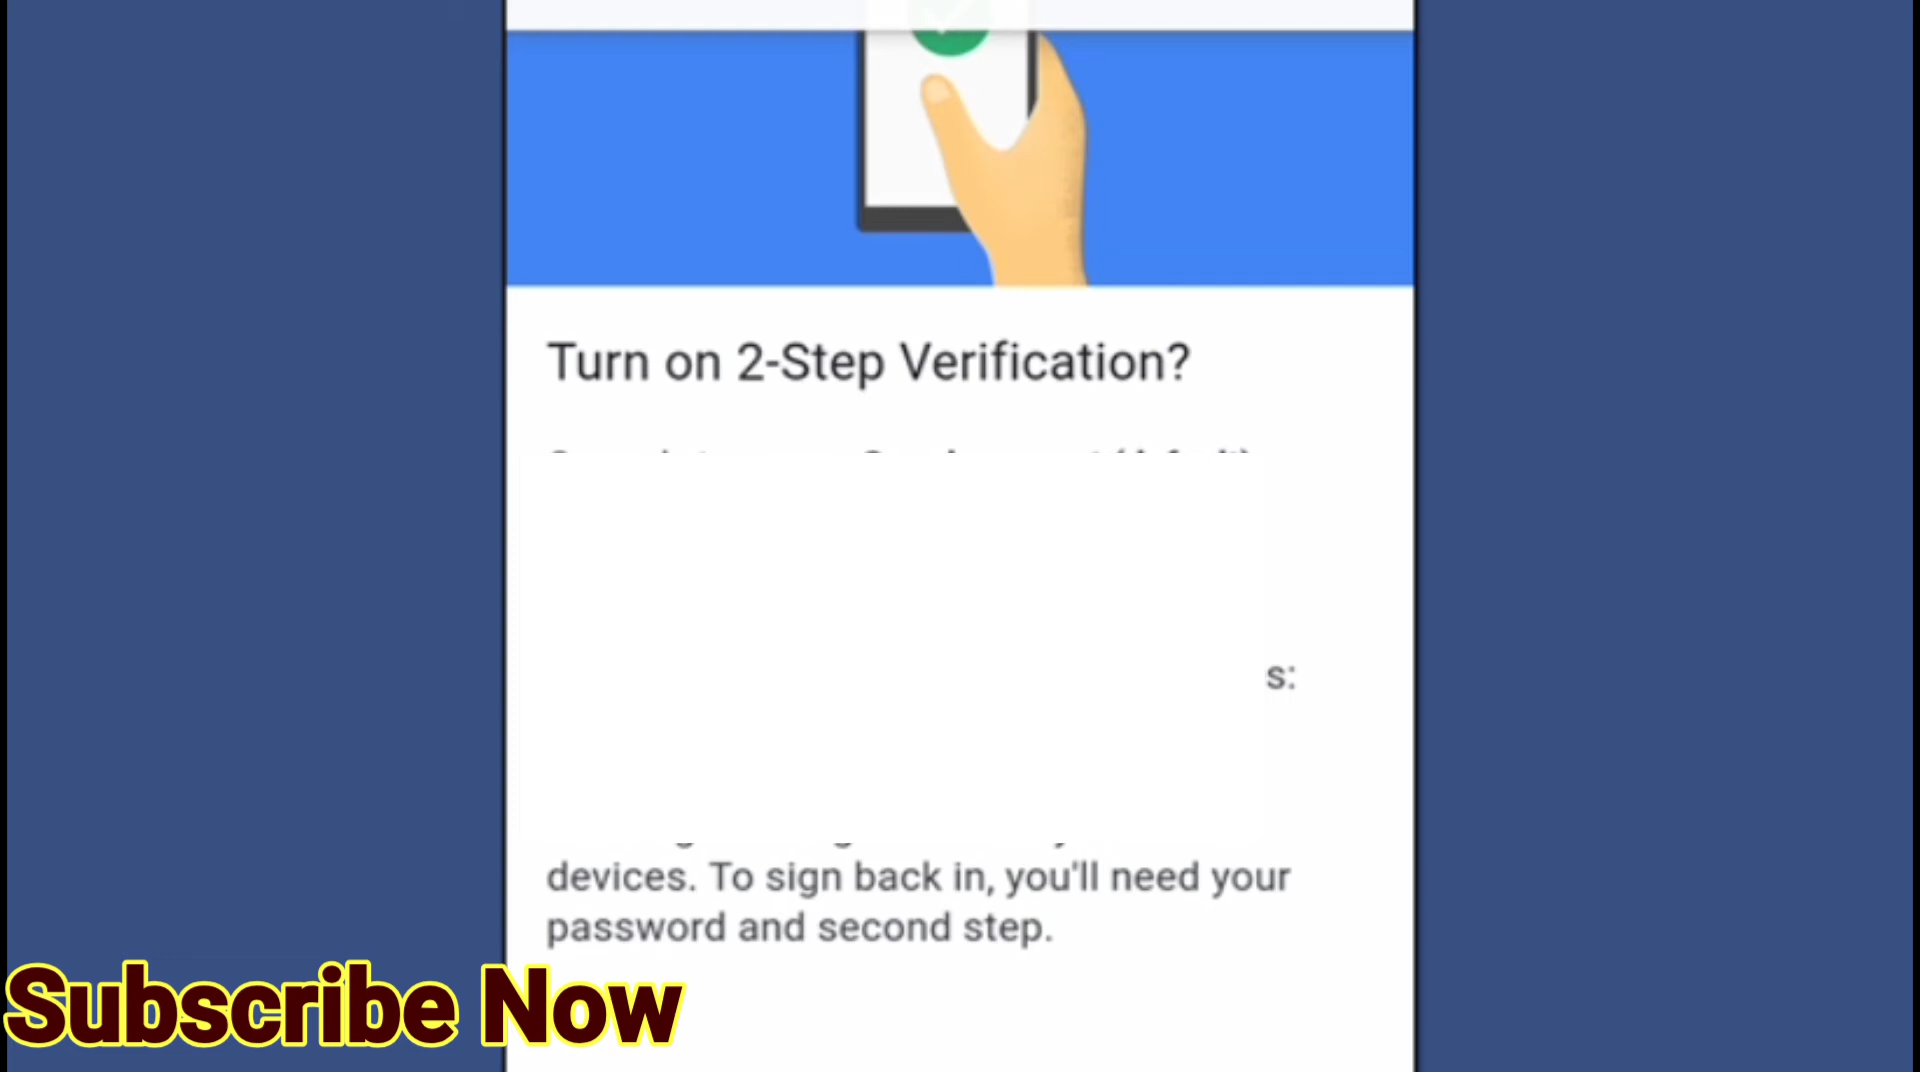 Turn on 2-Step Verification?
s:
devices. To sign back in, you'll need your
password and second step.
Subscribe Now